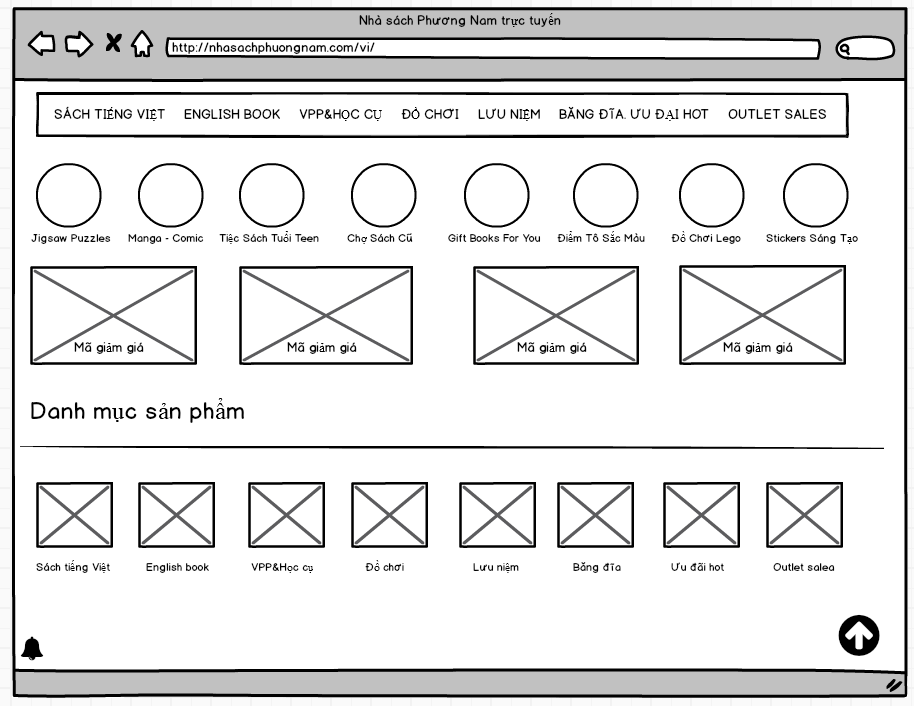 Nhà sách Phương Nam trực tuyến
http://nhasachphuongnam.com/vi/
SÁCH TIẾNG VIỆT ENGLISH BOOK VPP&HỌC CỤ ĐỒ CHƠI LƯU NIỆM BĂNG ĐĨA. ƯU ĐẠI HOT OUTLET SALES
Jigsaw Puzzles Manga - Comic Tiệc Sách Tuổi Teen Chợ Sách Cũ Gift Books For You Điểm Tô Sắc Màu Đồ Chơi Lego Stickers Sáng Tạo
Mã giảm giá Mã giảm giá Mã giảm giá Mã giảm giá
Danh mục sản phẩm
Sách tiếng Việt English book VPP&Học cụ Đồ chơi Lưu niệm Băng đĩa Ưu đãi hot Outlet salea